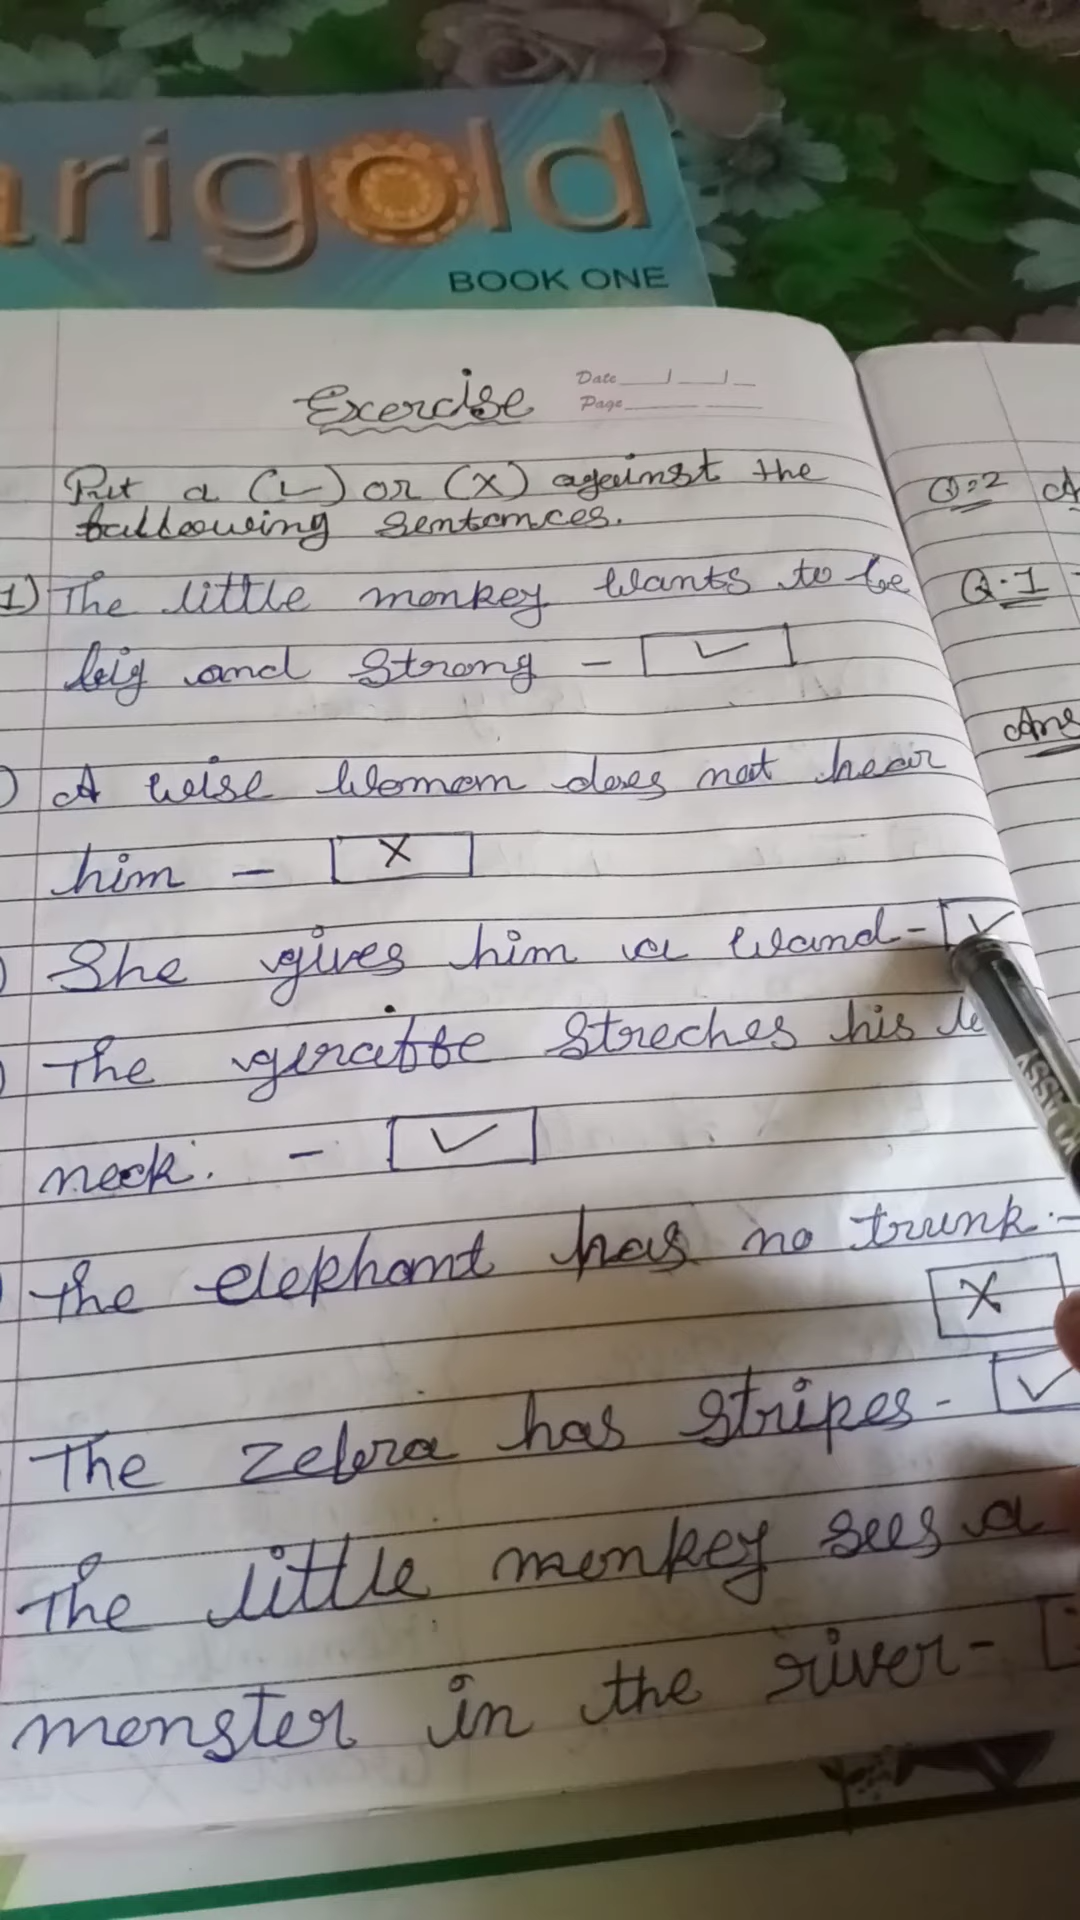 arigold
BOOK ONE
Exercise
Date
Page
Put a (✓) or (X) against the
following sentences.
1) The little monkey wants to be
big and strong - ✓
A wise woman does not hear
him - X
She gives him a wand - ✓
The giraffe streches his
neck. - ✓
The elephant has no trunk. -
X
The zebra has stripes - ✓
The little monkey sees a
monster in the river -
Q.2 A
Q.1
Ans
KLASSY